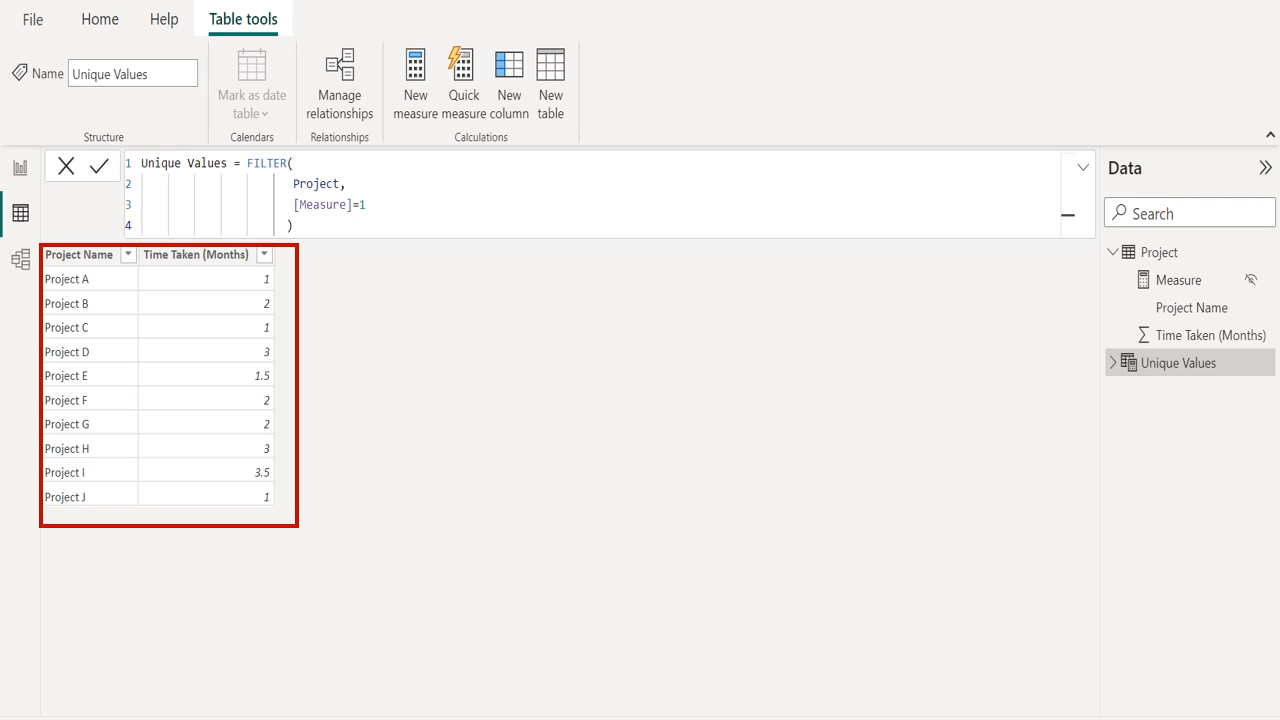 File Home Help Table tools
Name Unique Values
Mark as date table
Manage relationships
New measure
Quick measure
New column
New table
Structure Calendars Relationships Calculations
1 Unique Values = FILTER(
2 Project,
3 [Measure]=1
4 )
Project Name Time Taken (Months)
Project A 1
Project B 2
Project C 1
Project D 3
Project E 1.5
Project F 2
Project G 2
Project H 3
Project I 3.5
Project J 1
Data
Search
Project
Measure
Project Name
Time Taken (Months)
Unique Values